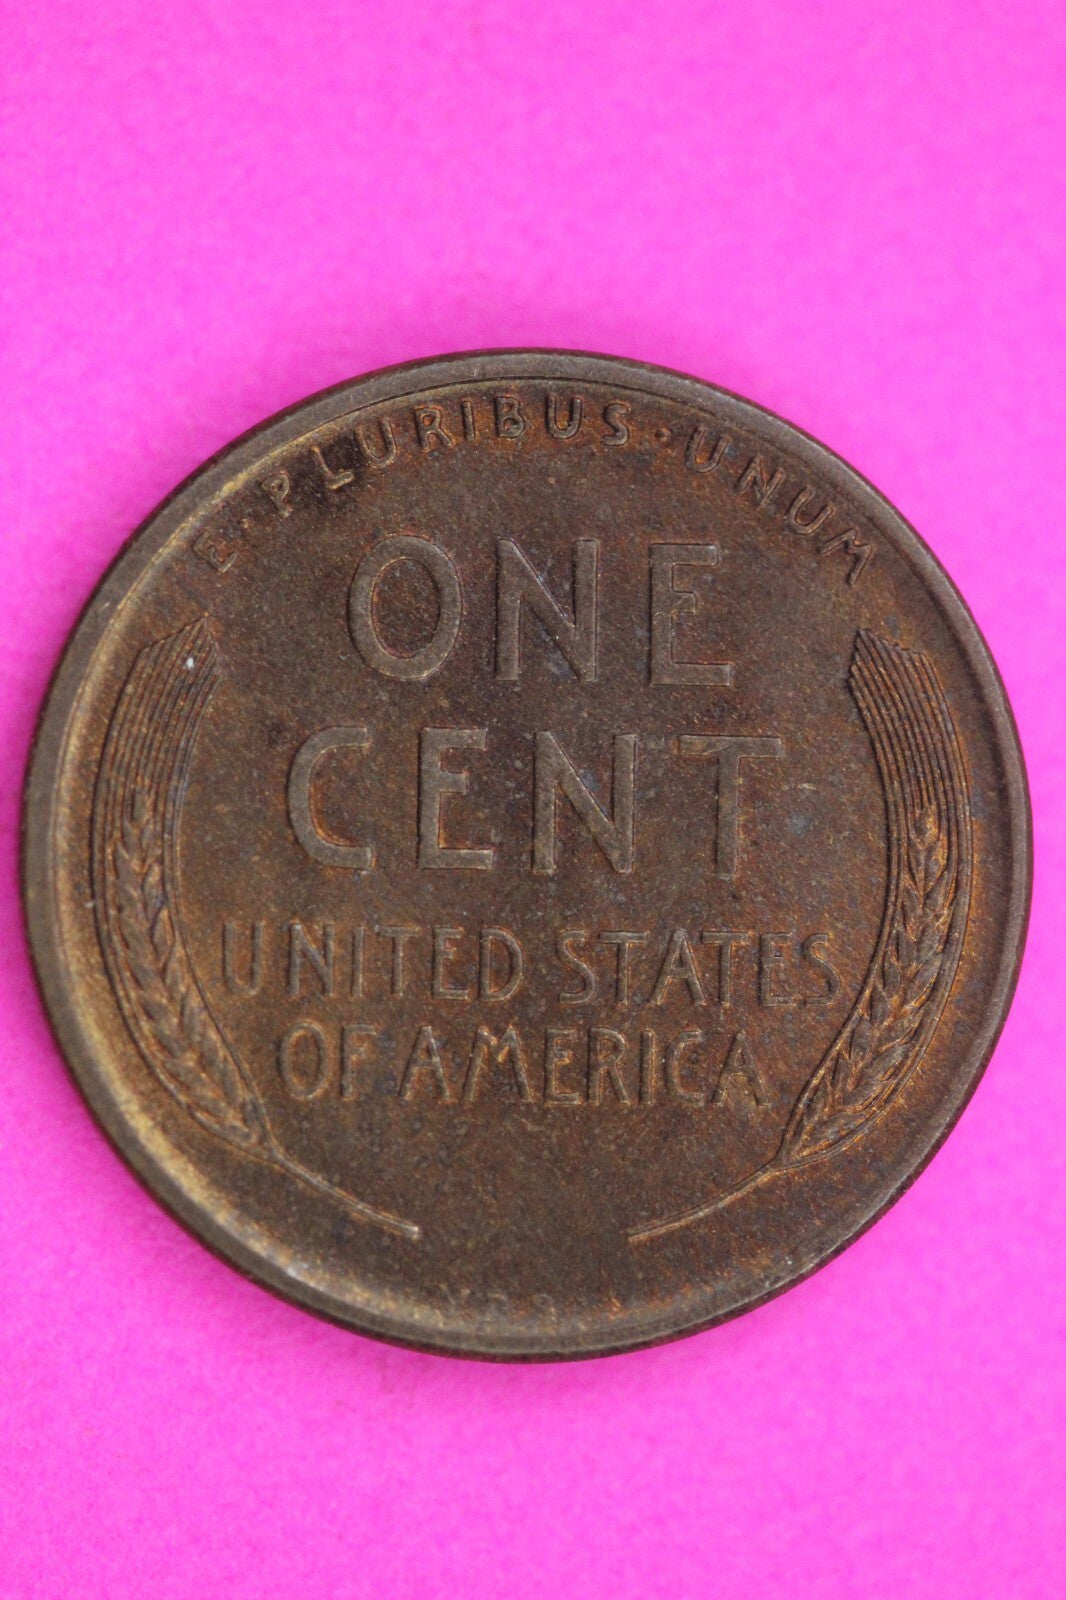 E · PLURIBUS · UNUM
ONE
CENT
UNITED STATES
OF AMERICA